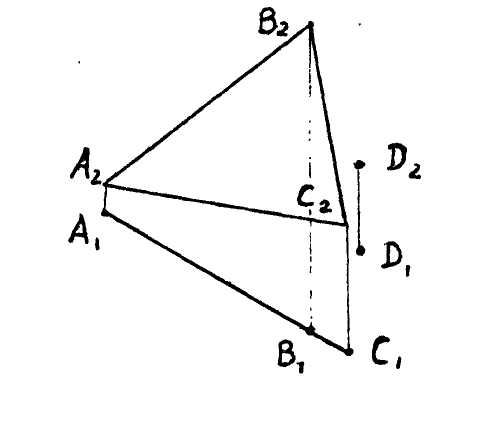 B₂
A₂
D₂
C₂
A₁
D₁
B₁
C₁